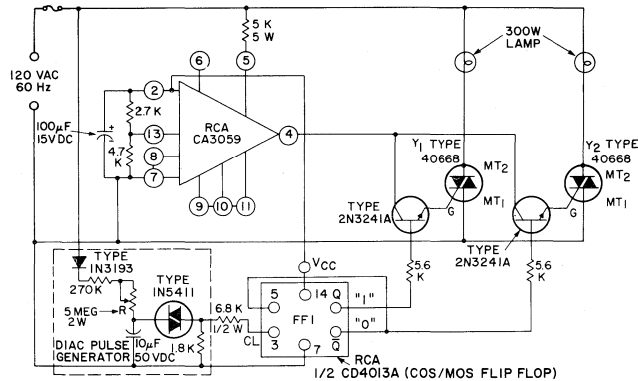 5 K
5 W
300W
LAMP
120 VAC
60 Hz
6
5
2
2.7 K
100µF
15VDC
+
-
13
RCA
CA3059
4
4.7
K
8
7
9
10
11
Y1 TYPE
40668
MT2
MT1
G
Y2 TYPE
40668
MT2
MT1
G
TYPE
2N3241A
TYPE
2N3241A
TYPE
1N3193
270K
TYPE
1N5411
5 MEG
2W
R
10µF
50VDC
1.8K
DIAC PULSE
GENERATOR
6.8 K
1/2 W
CL
VCC
5
14
Q
"1"
5.6
K
5.6
K
FF1
"0"
3
7
Q̅
RCA
1/2 CD4013A (COS/MOS FLIP FLOP)